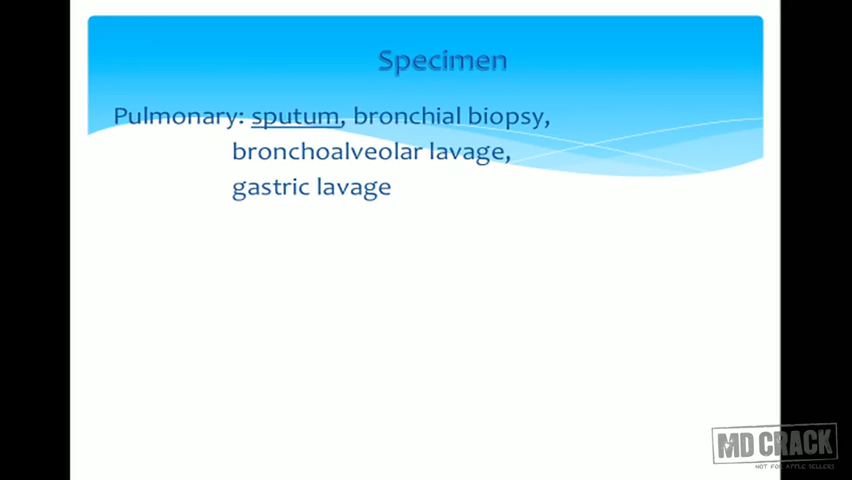 Specimen
Pulmonary: sputum, bronchial biopsy,
bronchoalveolar lavage,
gastric lavage
MD CRACK
NOT FOR APPLE SELLERS